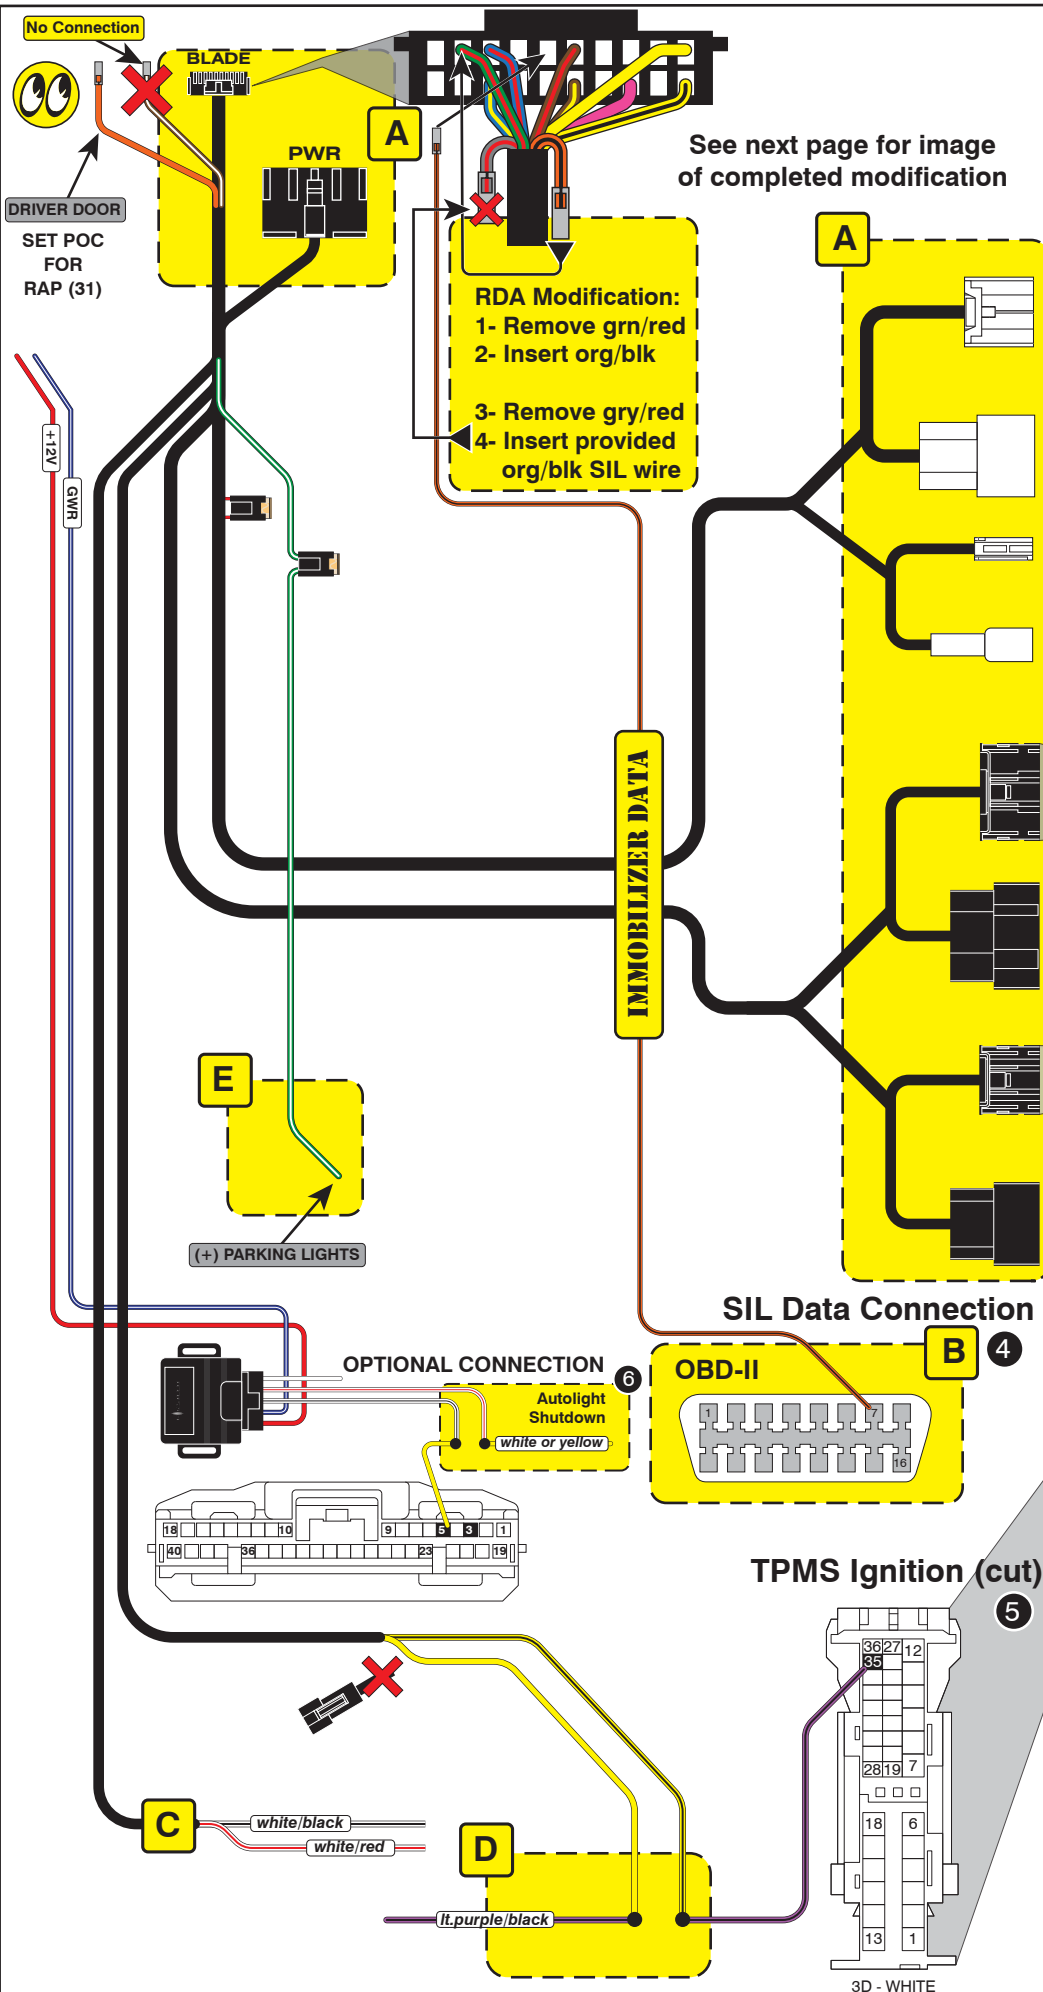 No Connection
BLADE
A
PWR
See next page for image
of completed modification
DRIVER DOOR
SET POC
FOR
RAP (31)
A
RDA Modification:
1- Remove grn/red
2- Insert org/blk
3- Remove gry/red
4- Insert provided
org/blk SIL wire
+12V
GWR
IMMOBILIZER DATA
E
(+) PARKING LIGHTS
SIL Data Connection
B
4
OBD-II
1
7
16
OPTIONAL CONNECTION
6
Autolight
Shutdown
white or yellow
18
10
9
5
3
1
40
36
23
19
TPMS Ignition (cut)
5
36
27
12
35
28
19
7
18
6
13
1
3D - WHITE
C
white/black
white/red
D
lt.purple/black